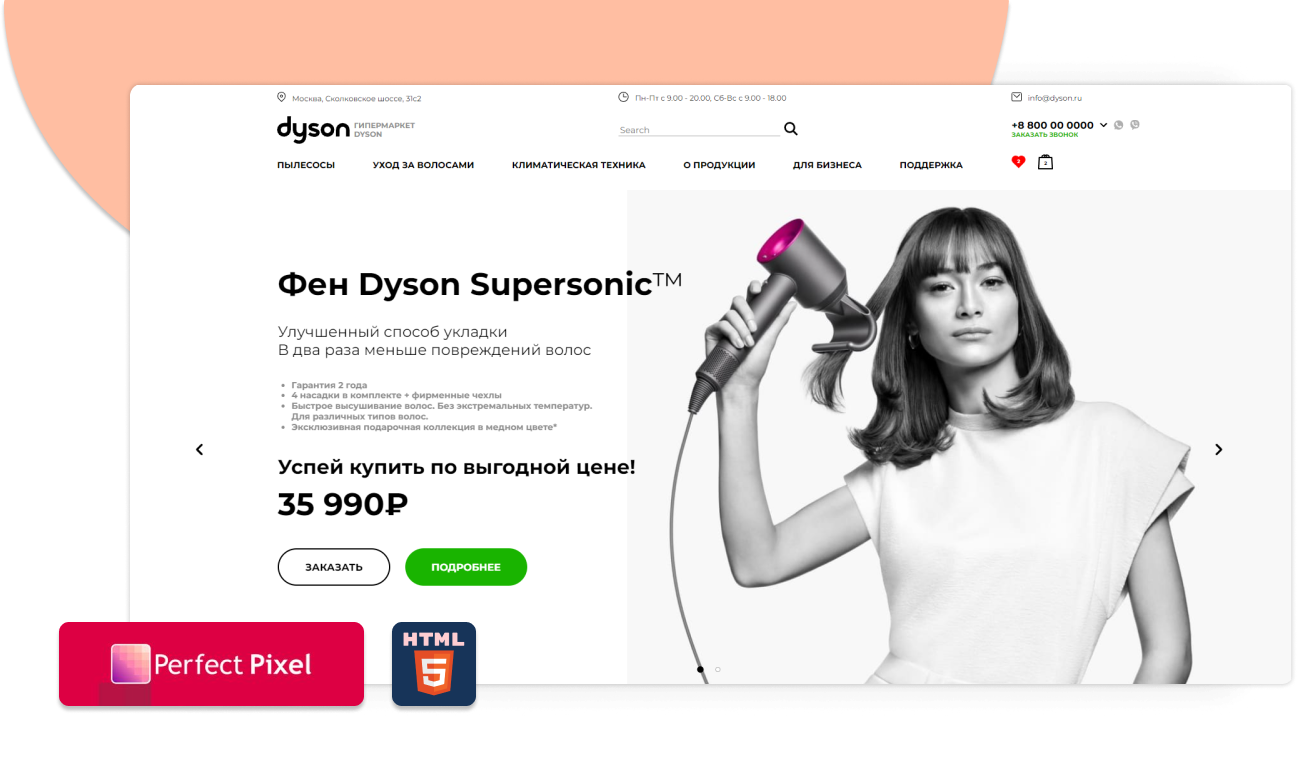 Москва, Сколковское шоссе, 31с2
Пн-Пт с 9.00 - 20.00, Сб-Вс с 9.00 - 18.00
info@dyson.ru
dyson
ГИПЕРМАРКЕТ
DYSON
Search
+8 800 00 0000
ЗАКАЗАТЬ ЗВОНОК
ПЫЛЕСОСЫ
УХОД ЗА ВОЛОСАМИ
КЛИМАТИЧЕСКАЯ ТЕХНИКА
О ПРОДУКЦИИ
ДЛЯ БИЗНЕСА
ПОДДЕРЖКА
2
2
Фен Dyson Supersonic™
Улучшенный способ укладки
В два раза меньше повреждений волос
• Гарантия 2 года
• 4 насадки в комплекте + фирменные чехлы
• Быстрое высушивание волос. Без экстремальных температур.
Для различных типов волос.
• Эксклюзивная подарочная коллекция в медном цвете*
Успей купить по выгодной цене!
35 990₽
ЗАКАЗАТЬ
ПОДРОБНЕЕ
Perfect Pixel
HTML
5